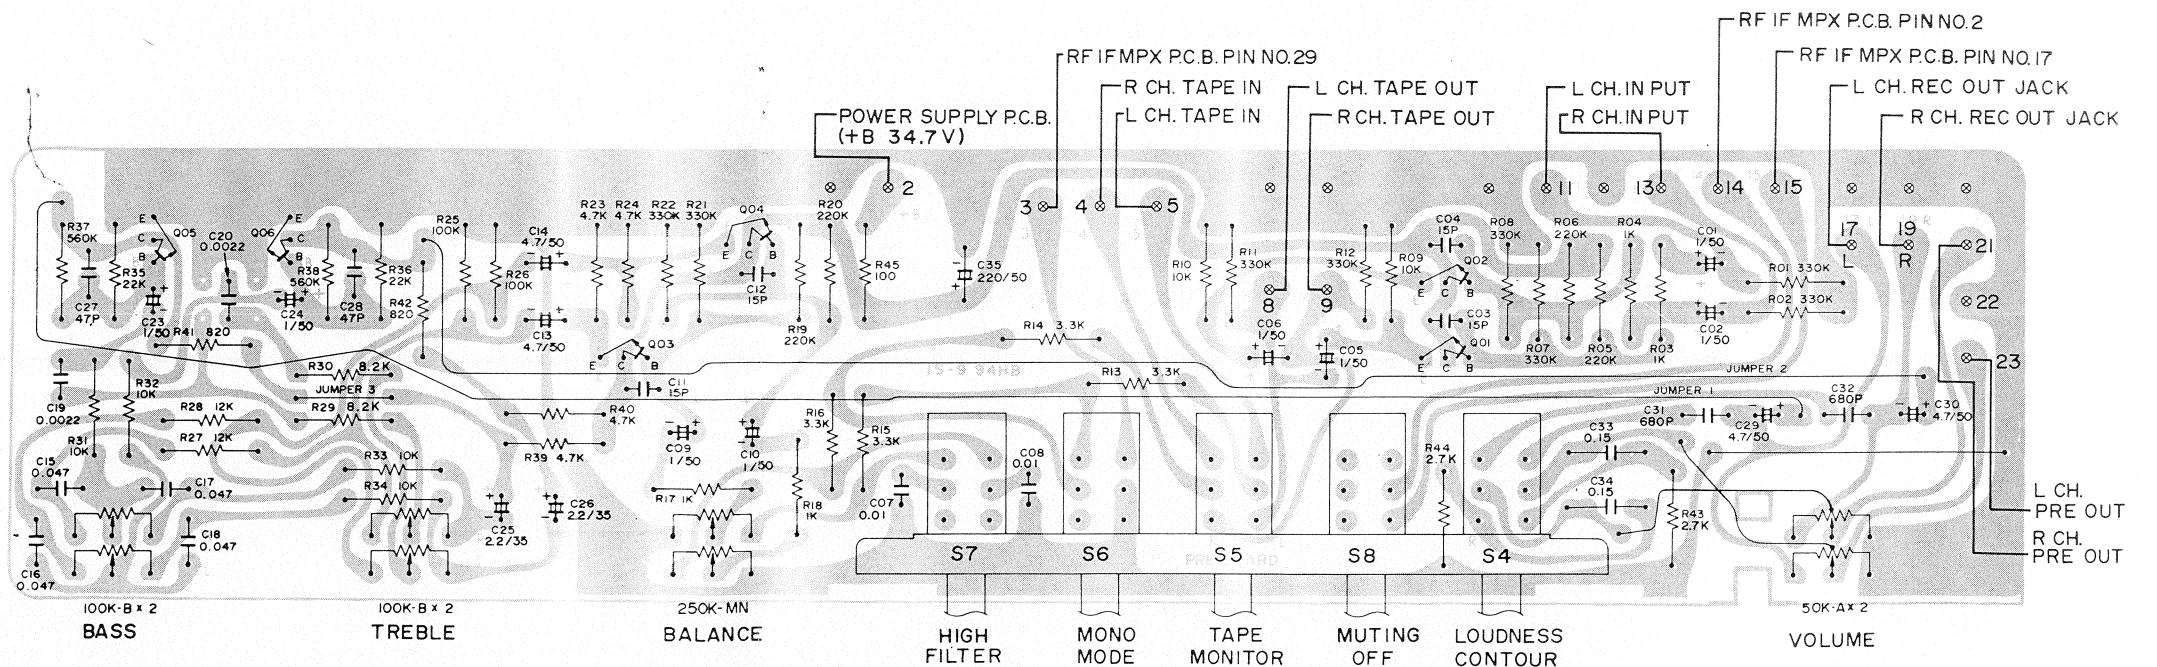 RF IF MPX P.C.B. PIN NO.2
RF IF MPX P.C.B. PIN NO.29
RF IF MPX P.C.B. PIN NO.17
R CH. TAPE IN
L CH. TAPE OUT
L CH. IN PUT
L CH. REC OUT JACK
POWER SUPPLY P.C.B.
(+B 34.7V)
L CH. TAPE IN
R CH. TAPE OUT
R CH. IN PUT
R CH. REC OUT JACK
2
3
4
5
11
13
14
15
17
L
19
R
21
22
23
8
9
R37
560K
E
C
B
Q05
C20
0.0022
Q06
E
C
B
R35
22K
C27
47P
C23
1/50
R41 820
C24
1/50
R38
560K
C28
47P
R36
22K
R42
820
R25
100K
R26
100K
C14
4.7/50
C13
4.7/50
R23
4.7K
R24
4.7K
R22
330K
R21
330K
Q04
E C B
C12
15P
R20
220K
R19
220K
R45
100
C35
220/50
Q03
E C B
C11
15P
R14 3.3K
R13 3.3K
IS-9 94HB
R10
10K
R11
330K
C06
1/50
C05
1/50
R12
330K
R09
10K
C04
15P
Q02
E C B
C03
15P
Q01
E C B
R08
330K
R07
330K
R06
220K
R05
220K
R04
1K
R03
1K
C01
1/50
C02
1/50
R01 330K
R02 330K
JUMPER 2
JUMPER 1
C19
0.0022
R31
10K
R32
10K
R30 8.2K
JUMPER 3
R29 8.2K
R28 12K
R27 12K
R33 10K
R34 10K
C15
0.047
C17
0.047
C16
0.047
C18
0.047
C25
2.2/35
C26
2.2/35
R40
4.7K
R39 4.7K
C09
1/50
C10
1/50
R17 1K
R18
1K
R16
3.3K
R15
3.3K
C07
0.01
C08
0.01
R44
2.7K
C33
0.15
C34
0.15
R43
2.7K
C31
680P
C29
4.7/50
C32
680P
C30
4.7/50
L CH.
PRE OUT
R CH.
PRE OUT
S7
S6
S5
S8
S4
100K-B×2
BASS
100K-B×2
TREBLE
250K-MN
BALANCE
HIGH
FILTER
MONO
MODE
TAPE
MONITOR
MUTING
OFF
LOUDNESS
CONTOUR
50K-A×2
VOLUME